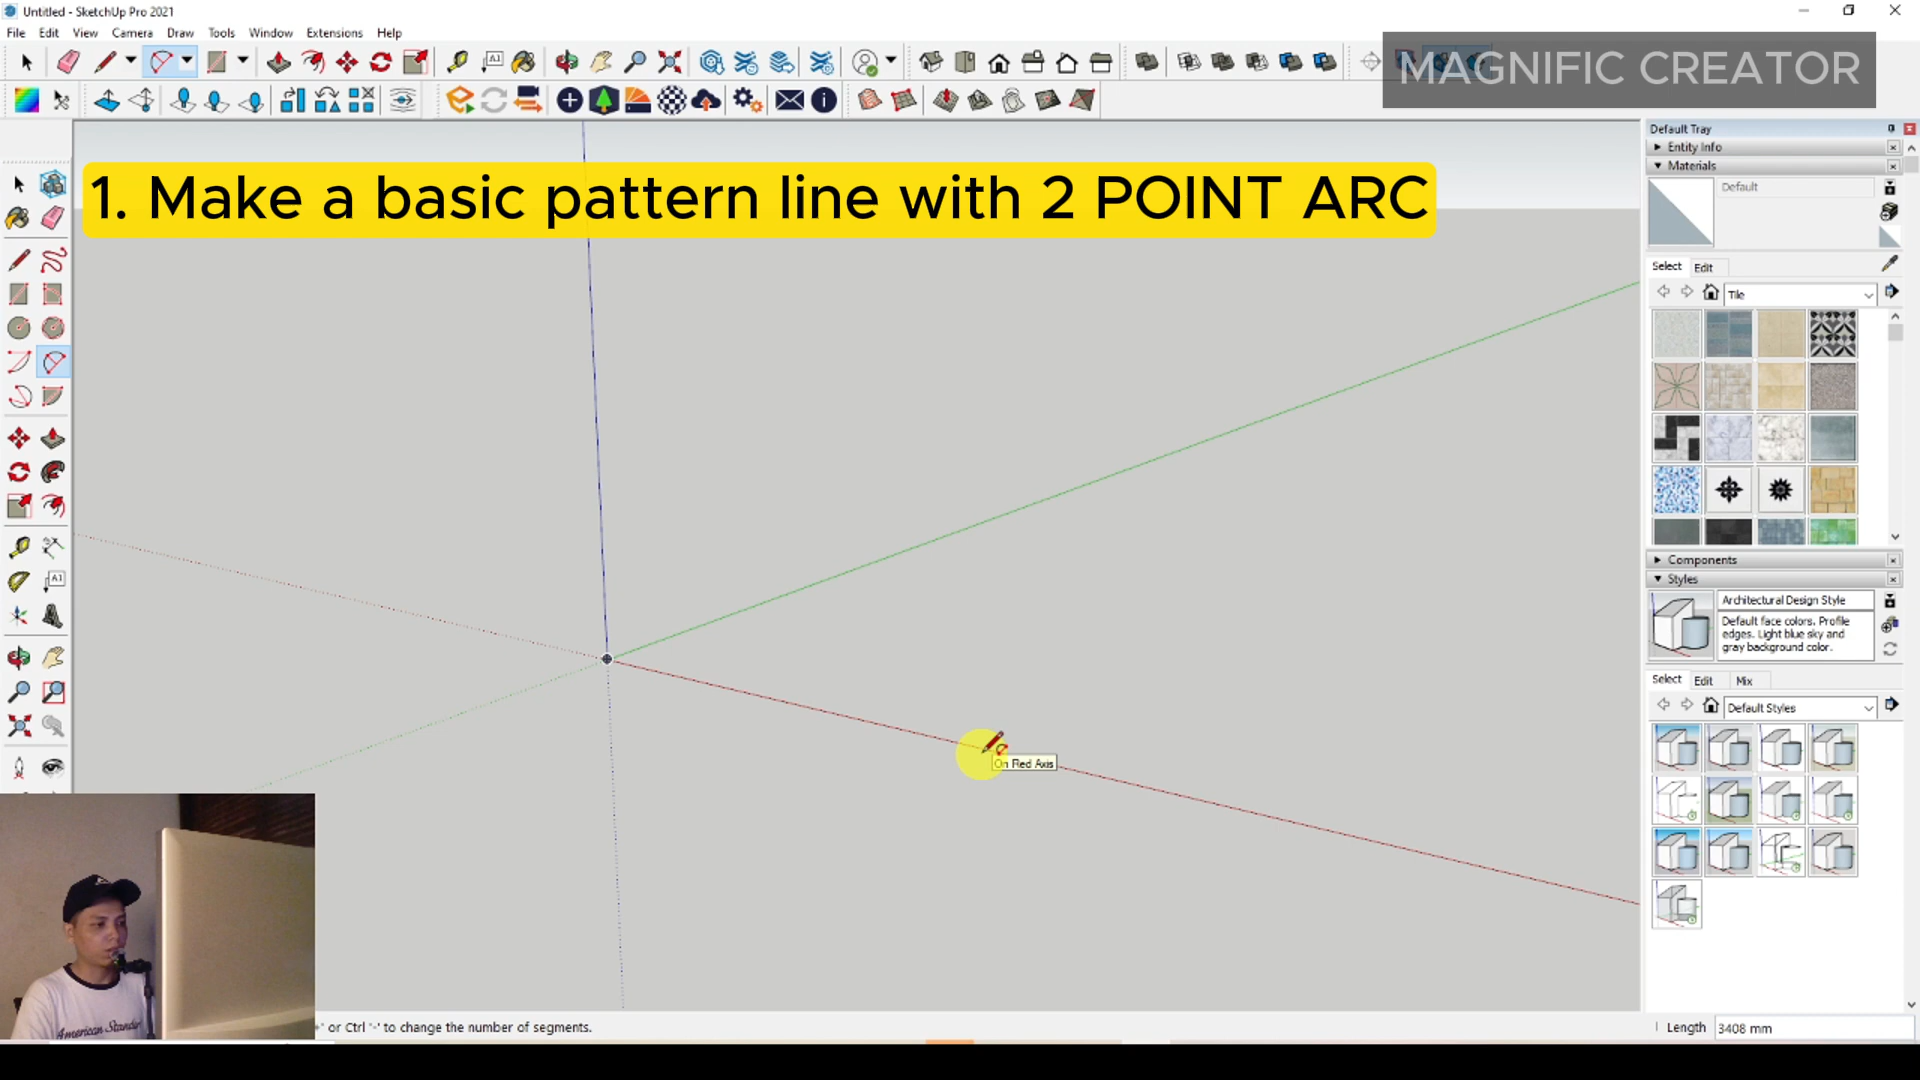 Untitled - SketchUp Pro 2021
File Edit View Camera Draw Tools Window Extensions Help
MAGNIFIC CREATOR
1. Make a basic pattern line with 2 POINT ARC
On Red Axis
Default Tray
Entity Info
Materials
Default
Select Edit
Tile
Components
Styles
Architectural Design Style
Default face colors. Profile
edges. Light blue sky and
gray background color.
Select Edit Mix
Default Styles
American Standar
or Ctrl '-' to change the number of segments.
Length 3408 mm